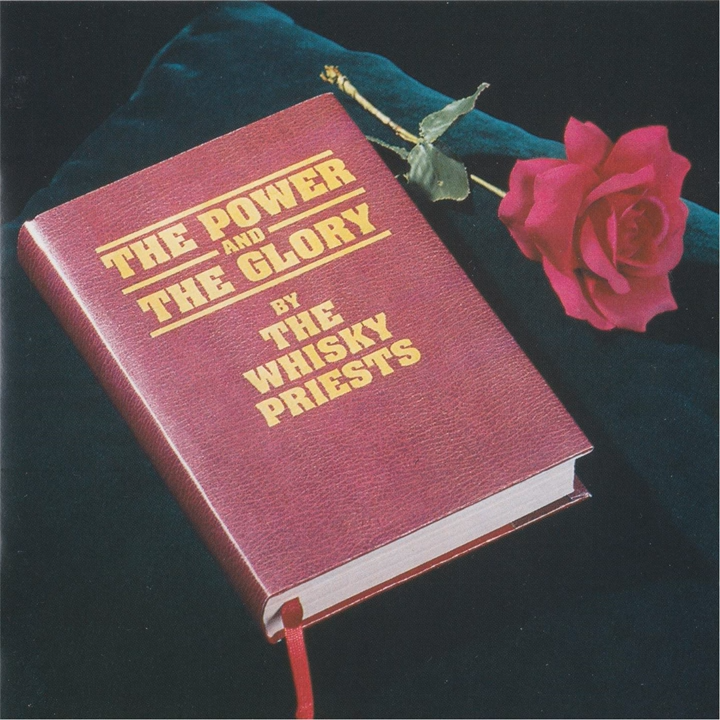 THE POWER
AND
THE GLORY
BY
THE
WHISKY
PRIESTS